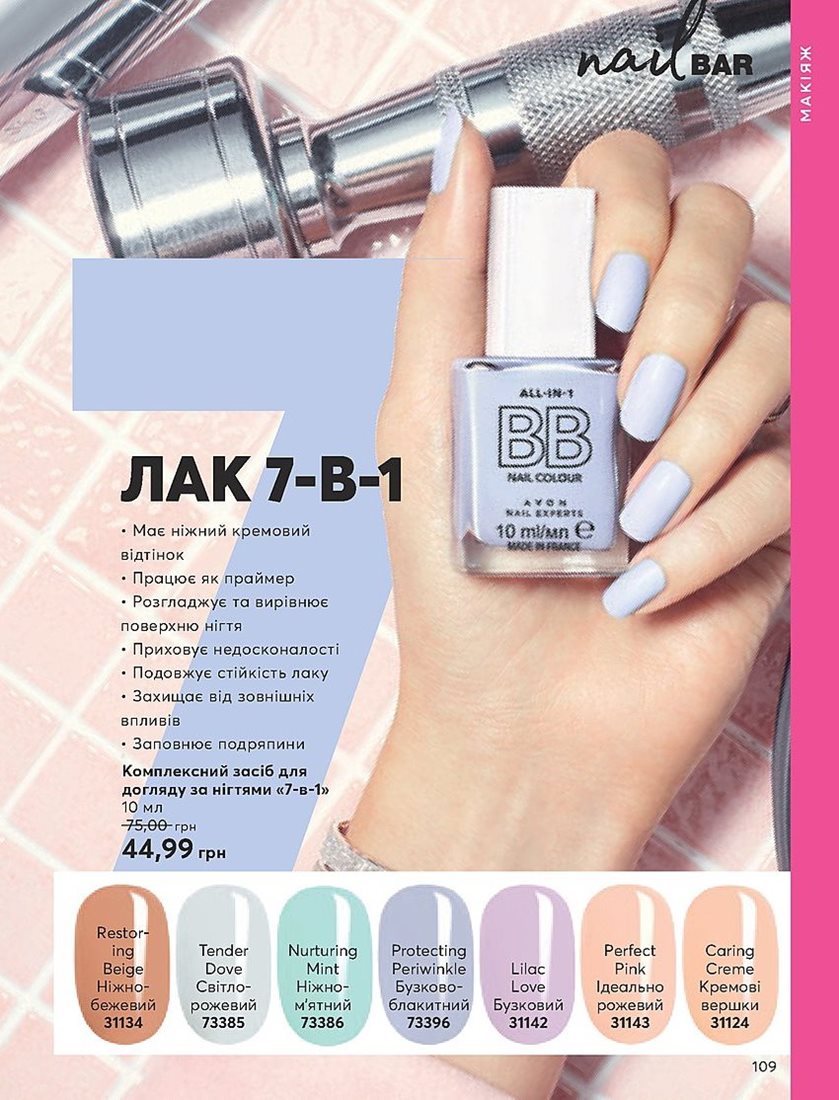 nail BAR
МАКІЯЖ
ALL-IN-1
BB
NAIL COLOUR
AVON
NAIL EXPERTS
10 ml/мл e
MADE IN FRANCE
7
ЛАК 7-В-1
• Має ніжний кремовий
відтінок
• Працює як праймер
• Розгладжує та вирівнює
поверхню нігтя
• Приховує недосконалості
• Подовжує стійкість лаку
• Захищає від зовнішніх
впливів
• Заповнює подряпини
Комплексний засіб для
догляду за нігтями «7-в-1»
10 мл
75,00 грн
44,99 грн
Restor-
ing
Beige
Ніжно-
бежевий
31134
Tender
Dove
Світло-
рожевий
73385
Nurturing
Mint
Ніжно-
м'ятний
73386
Protecting
Periwinkle
Бузково-
блакитний
73396
Lilac
Love
Бузковий
31142
Perfect
Pink
Ідеально
рожевий
31143
Caring
Creme
Кремові
вершки
31124
109